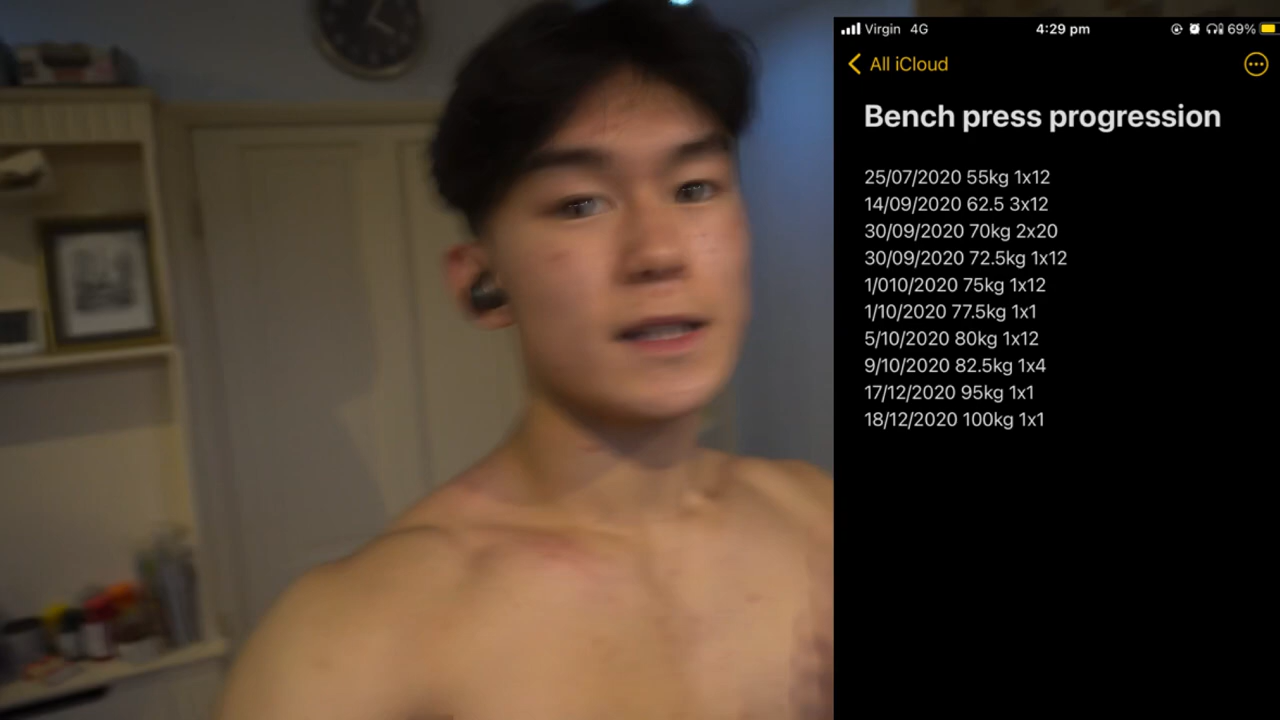 Virgin 4G 4:29 pm 69%
All iCloud
Bench press progression
25/07/2020 55kg 1x12
14/09/2020 62.5 3x12
30/09/2020 70kg 2x20
30/09/2020 72.5kg 1x12
1/010/2020 75kg 1x12
1/10/2020 77.5kg 1x1
5/10/2020 80kg 1x12
9/10/2020 82.5kg 1x4
17/12/2020 95kg 1x1
18/12/2020 100kg 1x1